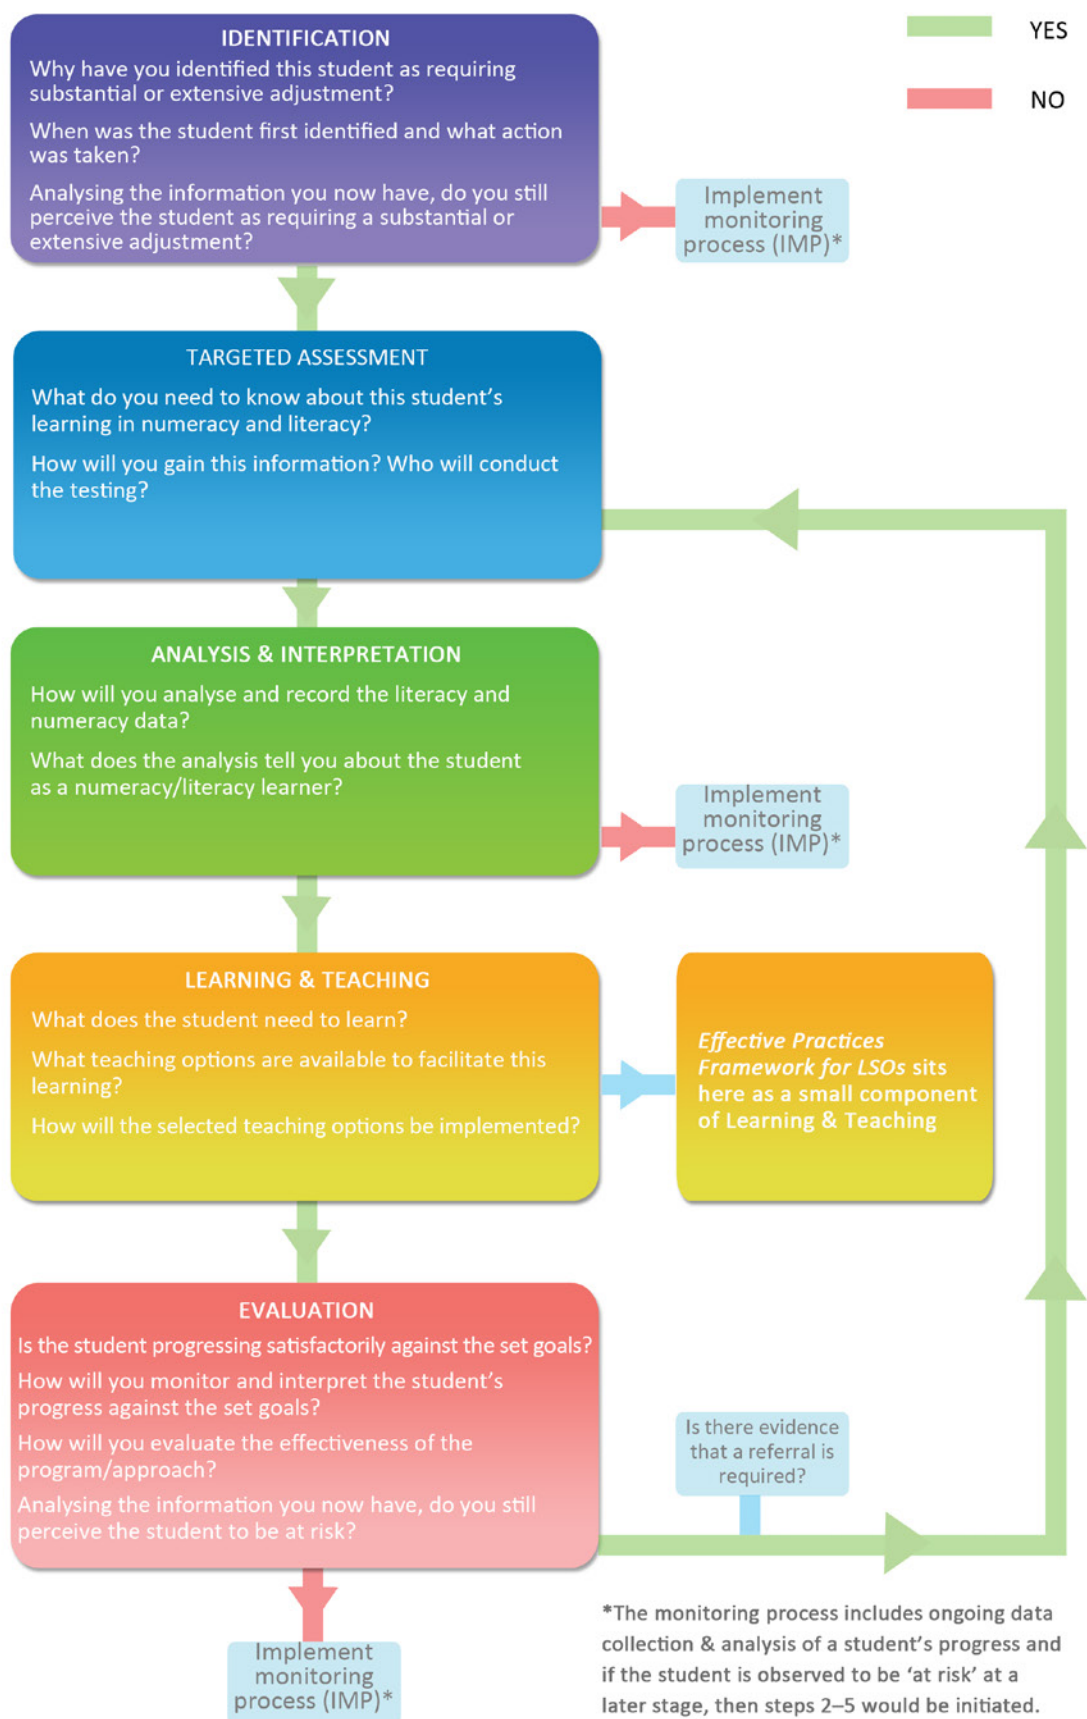 YES
NO
IDENTIFICATION
Why have you identified this student as requiring
substantial or extensive adjustment?
When was the student first identified and what action
was taken?
Analysing the information you now have, do you still
perceive the student as requiring a substantial or
extensive adjustment?
Implement
monitoring
process (IMP)*
TARGETED ASSESSMENT
What do you need to know about this student's
learning in numeracy and literacy?
How will you gain this information? Who will conduct
the testing?
ANALYSIS & INTERPRETATION
How will you analyse and record the literacy and
numeracy data?
What does the analysis tell you about the student
as a numeracy/literacy learner?
Implement
monitoring
process (IMP)*
LEARNING & TEACHING
What does the student need to learn?
What teaching options are available to facilitate this
learning?
How will the selected teaching options be implemented?
Effective Practices
Framework for LSOs sits
here as a small component
of Learning & Teaching
EVALUATION
Is the student progressing satisfactorily against the set goals?
How will you monitor and interpret the student's
progress against the set goals?
How will you evaluate the effectiveness of the
program/approach?
Analysing the information you now have, do you still
perceive the student to be at risk?
Is there evidence
that a referral is
required?
Implement
monitoring
process (IMP)*
*The monitoring process includes ongoing data
collection & analysis of a student's progress and
if the student is observed to be 'at risk' at a
later stage, then steps 2–5 would be initiated.